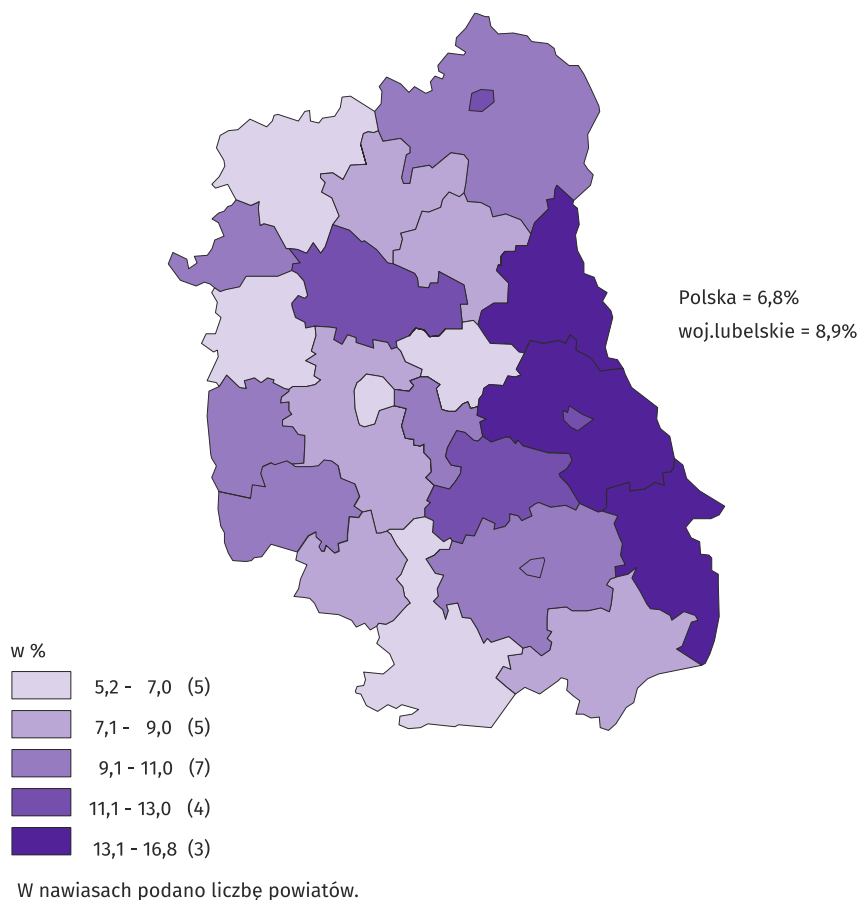 Polska = 6,8%
woj.lubelskie = 8,9%
w %
5,2 - 7,0 (5)
7,1 - 9,0 (5)
9,1 - 11,0 (7)
11,1 - 13,0 (4)
13,1 - 16,8 (3)
W nawiasach podano liczbę powiatów.